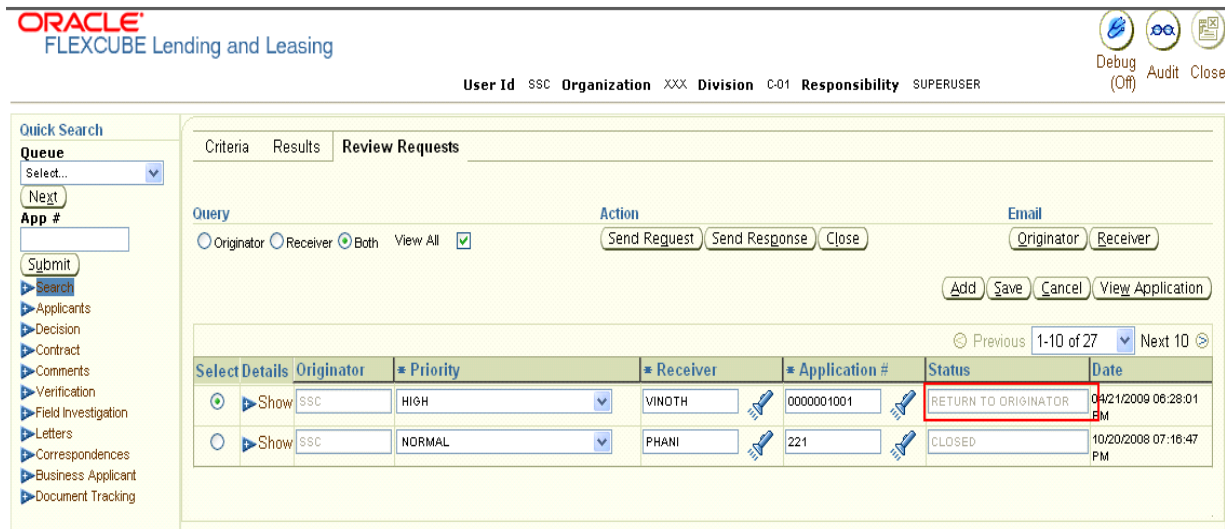 ORACLE
FLEXCUBE Lending and Leasing
Debug (Off)
Audit
Close
User Id SSC Organization XXX Division C-01 Responsibility SUPERUSER
Quick Search
Queue
Select...
Next
App #
Submit
Search
Applicants
Decision
Contract
Comments
Verification
Field Investigation
Letters
Correspondences
Business Applicant
Document Tracking
Criteria Results Review Requests
Query Action Email
Originator Receiver Both View All Send Request Send Response Close Originator Receiver
Add Save Cancel View Application
Previous 1-10 of 27 Next 10
Select Details Originator * Priority * Receiver * Application # Status Date
Show SSC HIGH VINOTH 0000001001 RETURN TO ORIGINATOR 04/21/2009 06:28:01
PM
Show SSC NORMAL PHANI 221 CLOSED 10/20/2008 07:16:47
PM